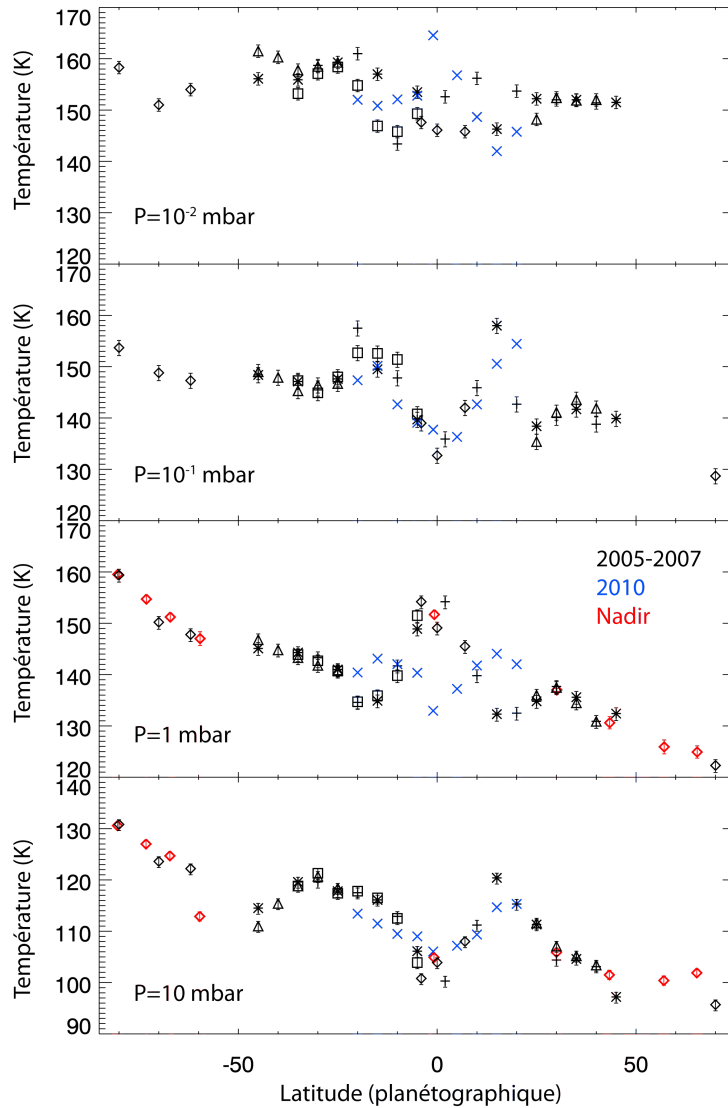 170
160
150
140
130
120
Température (K)
P=10-2 mbar
170
160
150
140
130
120
Température (K)
P=10-1 mbar
170
160
150
140
130
120
Température (K)
2005-2007
2010
Nadir
P=1 mbar
140
130
120
110
100
90
Température (K)
P=10 mbar
-50
0
50
Latitude (planétographique)